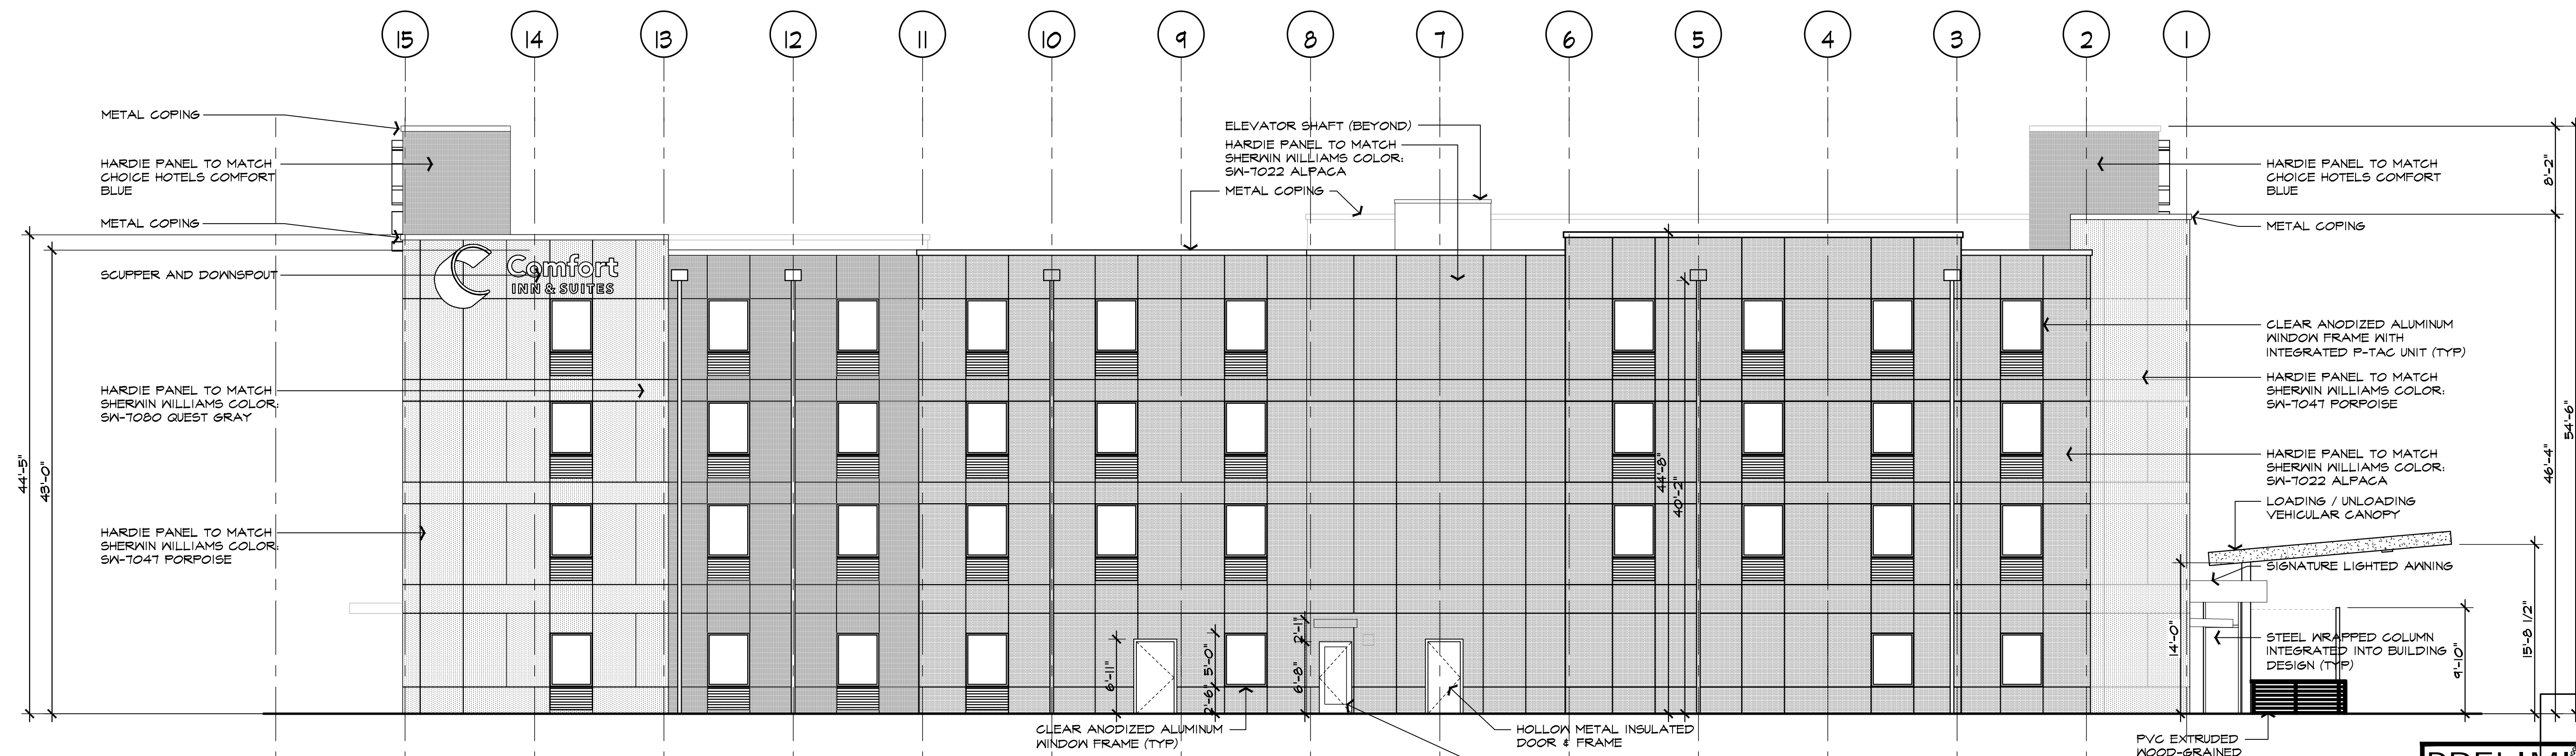 15 14 13 12 11 10 9 8 7 6 5 4 3 2 1
METAL COPING
HARDIE PANEL TO MATCH
CHOICE HOTELS COMFORT
BLUE
METAL COPING
SCUPPER AND DOWNSPOUT
HARDIE PANEL TO MATCH
SHERWIN WILLIAMS COLOR:
SW-7080 QUEST GRAY
HARDIE PANEL TO MATCH
SHERWIN WILLIAMS COLOR:
SW-7047 PORPOISE
44'-5"
43'-0"
Comfort
INN & SUITES
ELEVATOR SHAFT (BEYOND)
HARDIE PANEL TO MATCH
SHERWIN WILLIAMS COLOR:
SW-7022 ALPACA
METAL COPING
44'-8"
40'-2"
6'-11"
2'-6"
5'-0"
6'-8"
2'-1"
CLEAR ANODIZED ALUMINUM
WINDOW FRAME (TYP)
HOLLOW METAL INSULATED
DOOR & FRAME
HARDIE PANEL TO MATCH
CHOICE HOTELS COMFORT
BLUE
METAL COPING
CLEAR ANODIZED ALUMINUM
WINDOW FRAME WITH
INTEGRATED P-TAC UNIT (TYP)
HARDIE PANEL TO MATCH
SHERWIN WILLIAMS COLOR:
SW-7047 PORPOISE
HARDIE PANEL TO MATCH
SHERWIN WILLIAMS COLOR:
SW-7022 ALPACA
LOADING / UNLOADING
VEHICULAR CANOPY
SIGNATURE LIGHTED AWNING
STEEL WRAPPED COLUMN
INTEGRATED INTO BUILDING
DESIGN (TYP)
PVC EXTRUDED
WOOD-GRAINED
14'-0"
9'-10"
15'-8 1/2"
8'-2"
46'-4"
54'-6"